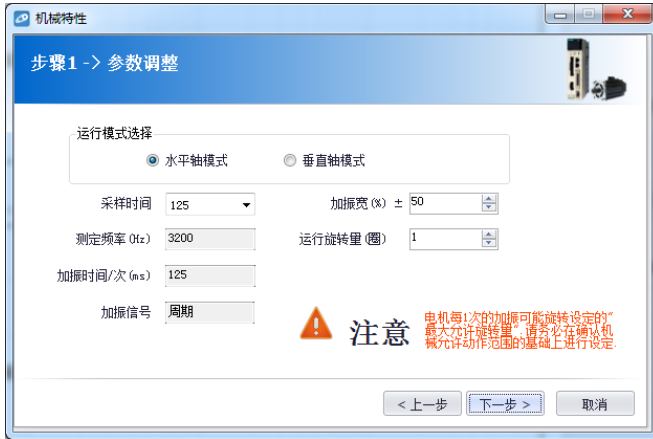 机械特性
步骤1 -> 参数调整
运行模式选择
水平轴模式 垂直轴模式
采样时间 125 加振宽(%) ± 50
测定频率(Hz) 3200 运行旋转量(圈) 1
加振时间/次(ms) 125
加振信号 周期
注意
电机每1次的加振可能旋转设定的"
最大允许旋转量".请务必在确认机
械允许动作范围的基础上进行设定.
< 上一步 下一步 > 取消